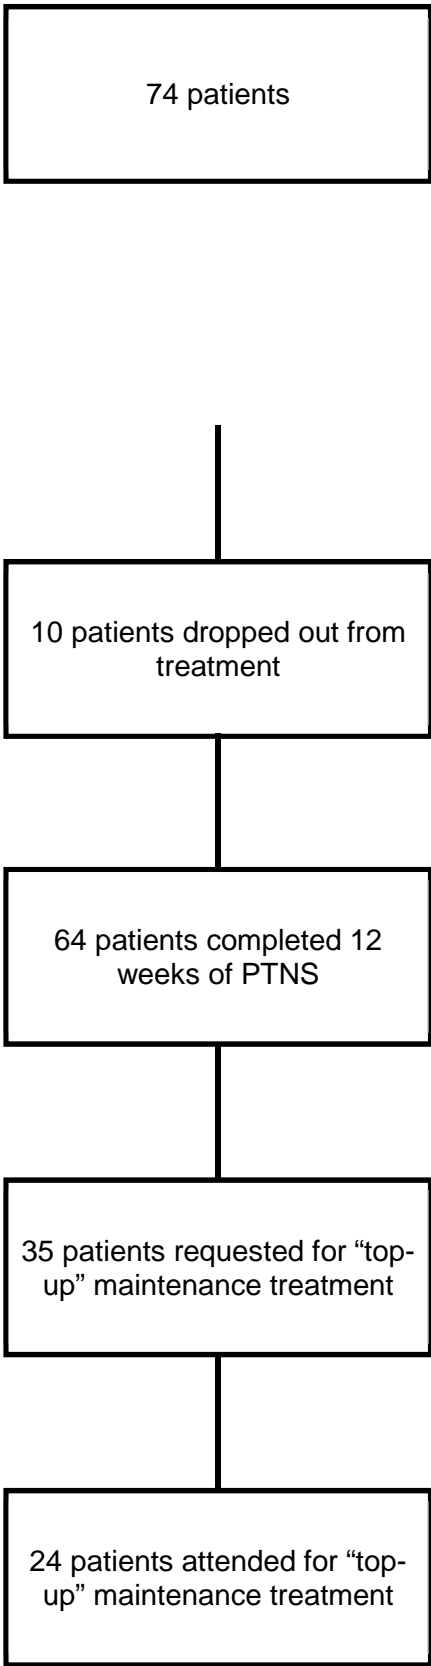 74 patients
10 patients dropped out from
treatment
64 patients completed 12
weeks of PTNS
35 patients requested for “top-
up” maintenance treatment
24 patients attended for “top-
up” maintenance treatment